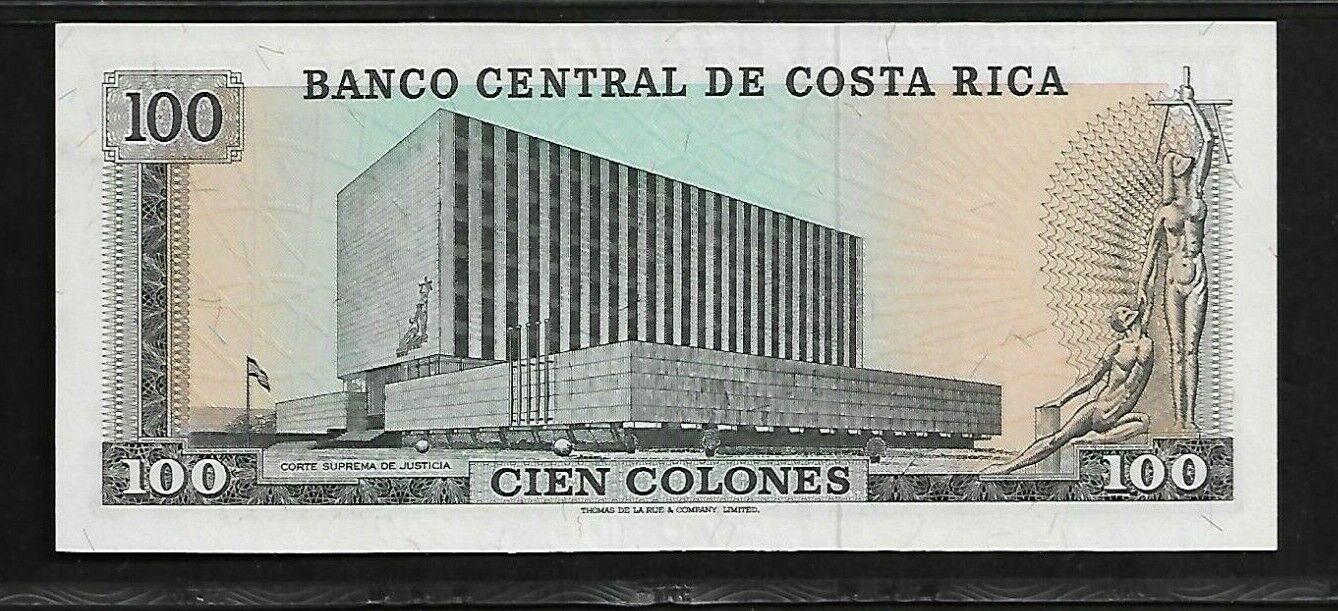 BANCO CENTRAL DE COSTA RICA
100
CORTE SUPREMA DE JUSTICIA
100
CIEN COLONES
100
THOMAS DE LA RUE & COMPANY, LIMITED.